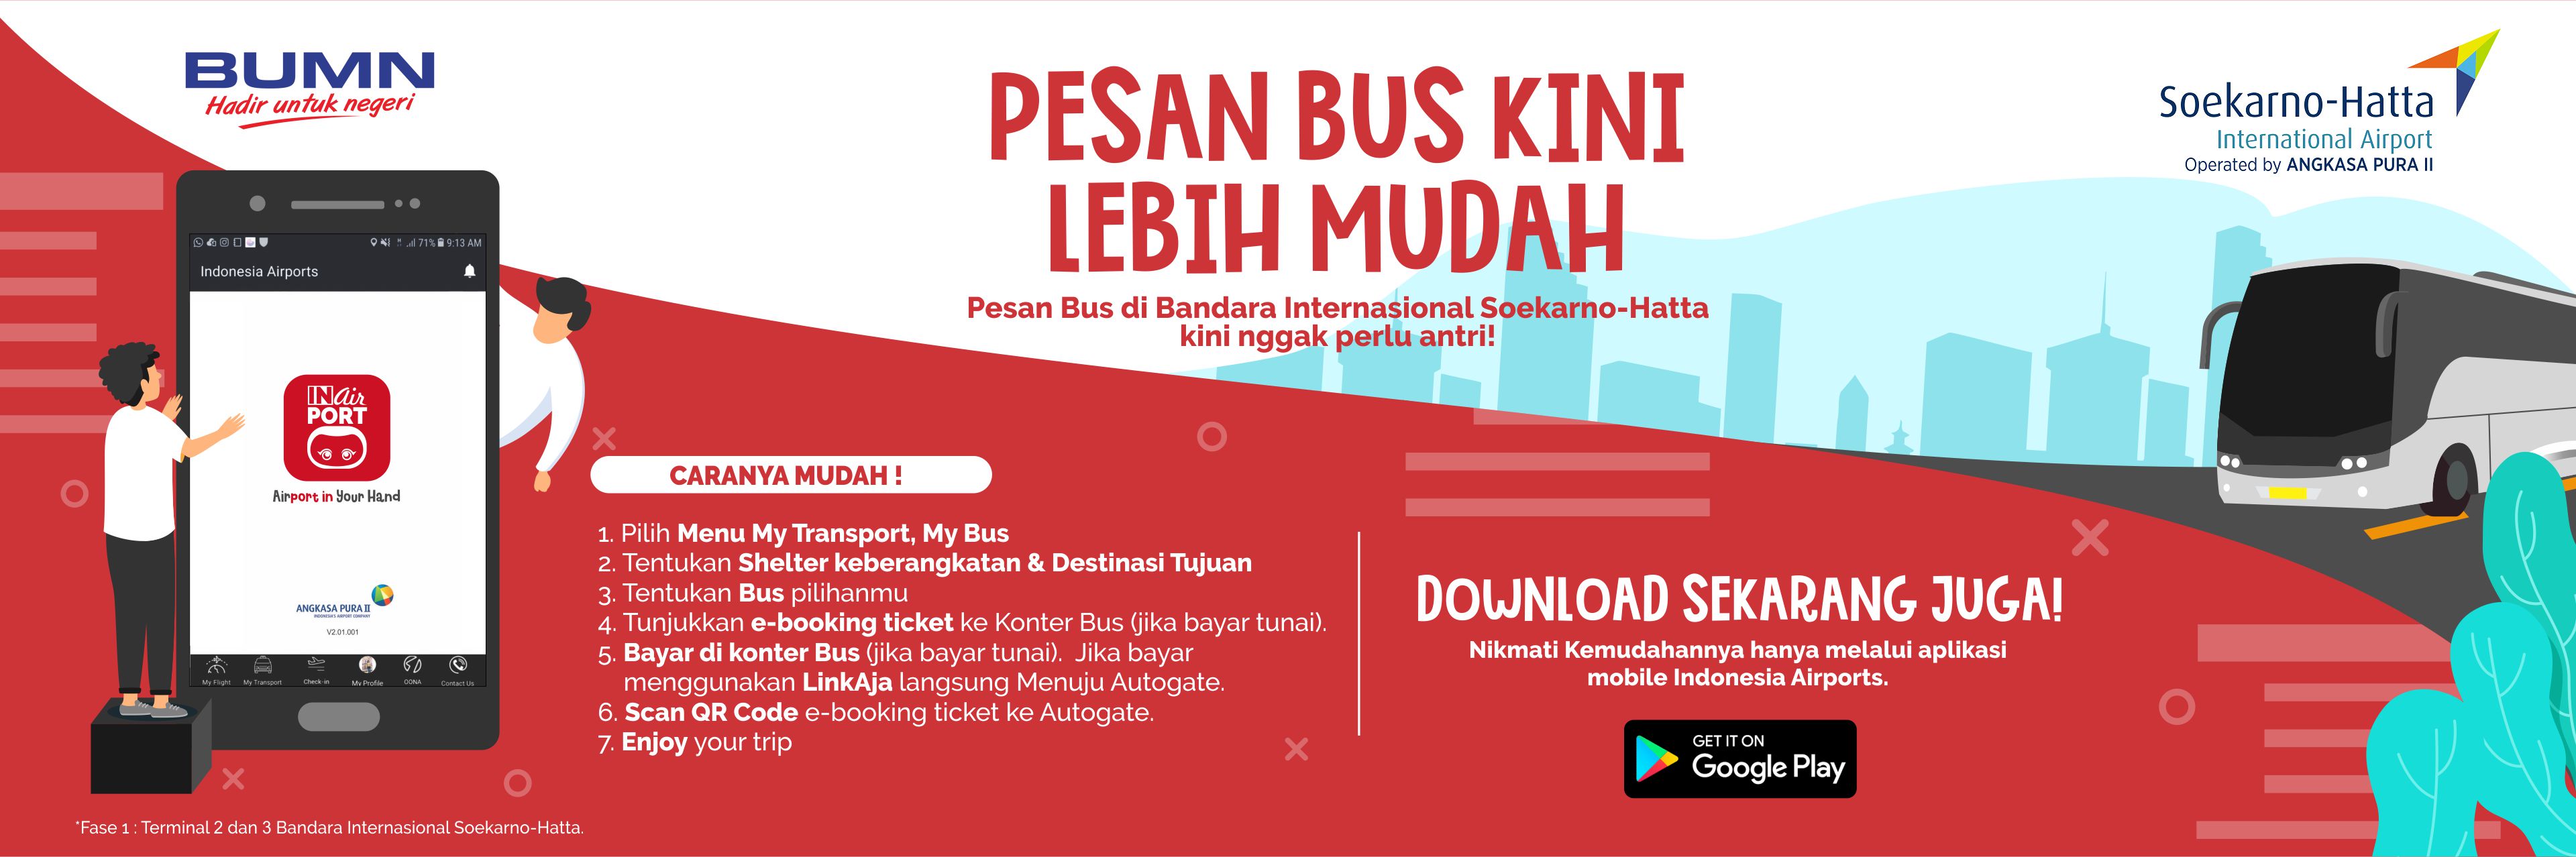 BUMN
Hadir untuk negeri
PESAN BUS KINI
LEBIH MUDAH
Pesan Bus di Bandara Internasional Soekarno-Hatta
kini nggak perlu antri!
Soekarno-Hatta
International Airport
Operated by ANGKASA PURA II
71% 9:13 AM
Indonesia Airports
INair
PORT
Airport in Your Hand
ANGKASA PURA II
INDONESIA'S AIRPORT COMPANY
V2.01.001
My Flight My Transport Check-in My Profile OONA Contact Us
CARANYA MUDAH !
1. Pilih Menu My Transport, My Bus
2. Tentukan Shelter keberangkatan & Destinasi Tujuan
3. Tentukan Bus pilihanmu
4. Tunjukkan e-booking ticket ke Konter Bus (jika bayar tunai).
5. Bayar di konter Bus (jika bayar tunai). Jika bayar
menggunakan LinkAja langsung Menuju Autogate.
6. Scan QR Code e-booking ticket ke Autogate.
7. Enjoy your trip
DOWNLOAD SEKARANG JUGA!
Nikmati Kemudahannya hanya melalui aplikasi
mobile Indonesia Airports.
GET IT ON
Google Play
*Fase 1 : Terminal 2 dan 3 Bandara Internasional Soekarno-Hatta.